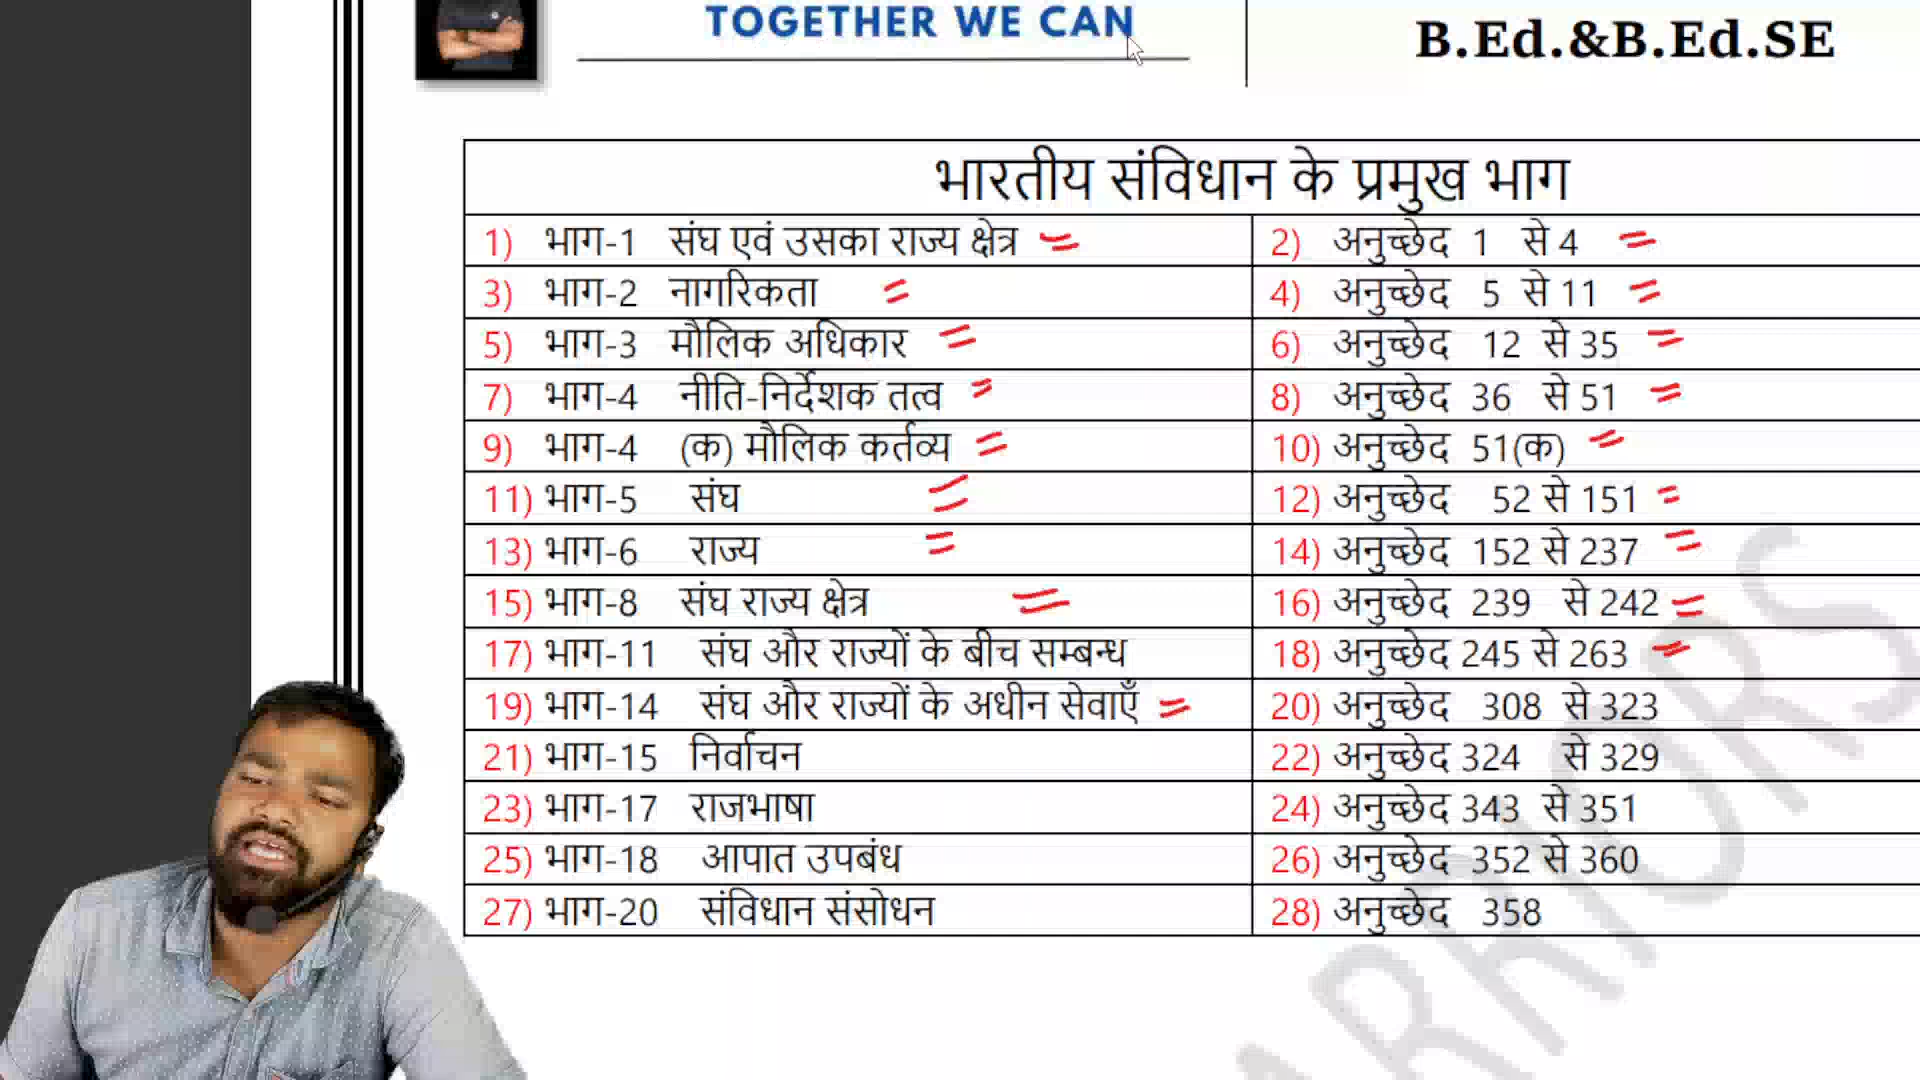 TOGETHER WE CAN
B.Ed.&B.Ed.SE
भारतीय संविधान के प्रमुख भाग
1) भाग-1 संघ एवं उसका राज्य क्षेत्र 2) अनुच्छेद 1 से 4
3) भाग-2 नागरिकता 4) अनुच्छेद 5 से 11
5) भाग-3 मौलिक अधिकार 6) अनुच्छेद 12 से 35
7) भाग-4 नीति-निर्देशक तत्व 8) अनुच्छेद 36 से 51
9) भाग-4 (क) मौलिक कर्तव्य 10) अनुच्छेद 51(क)
11) भाग-5 संघ 12) अनुच्छेद 52 से 151
13) भाग-6 राज्य 14) अनुच्छेद 152 से 237
15) भाग-8 संघ राज्य क्षेत्र 16) अनुच्छेद 239 से 242
17) भाग-11 संघ और राज्यों के बीच सम्बन्ध 18) अनुच्छेद 245 से 263
19) भाग-14 संघ और राज्यों के अधीन सेवाएँ 20) अनुच्छेद 308 से 323
21) भाग-15 निर्वाचन 22) अनुच्छेद 324 से 329
23) भाग-17 राजभाषा 24) अनुच्छेद 343 से 351
25) भाग-18 आपात उपबंध 26) अनुच्छेद 352 से 360
27) भाग-20 संविधान संसोधन 28) अनुच्छेद 358